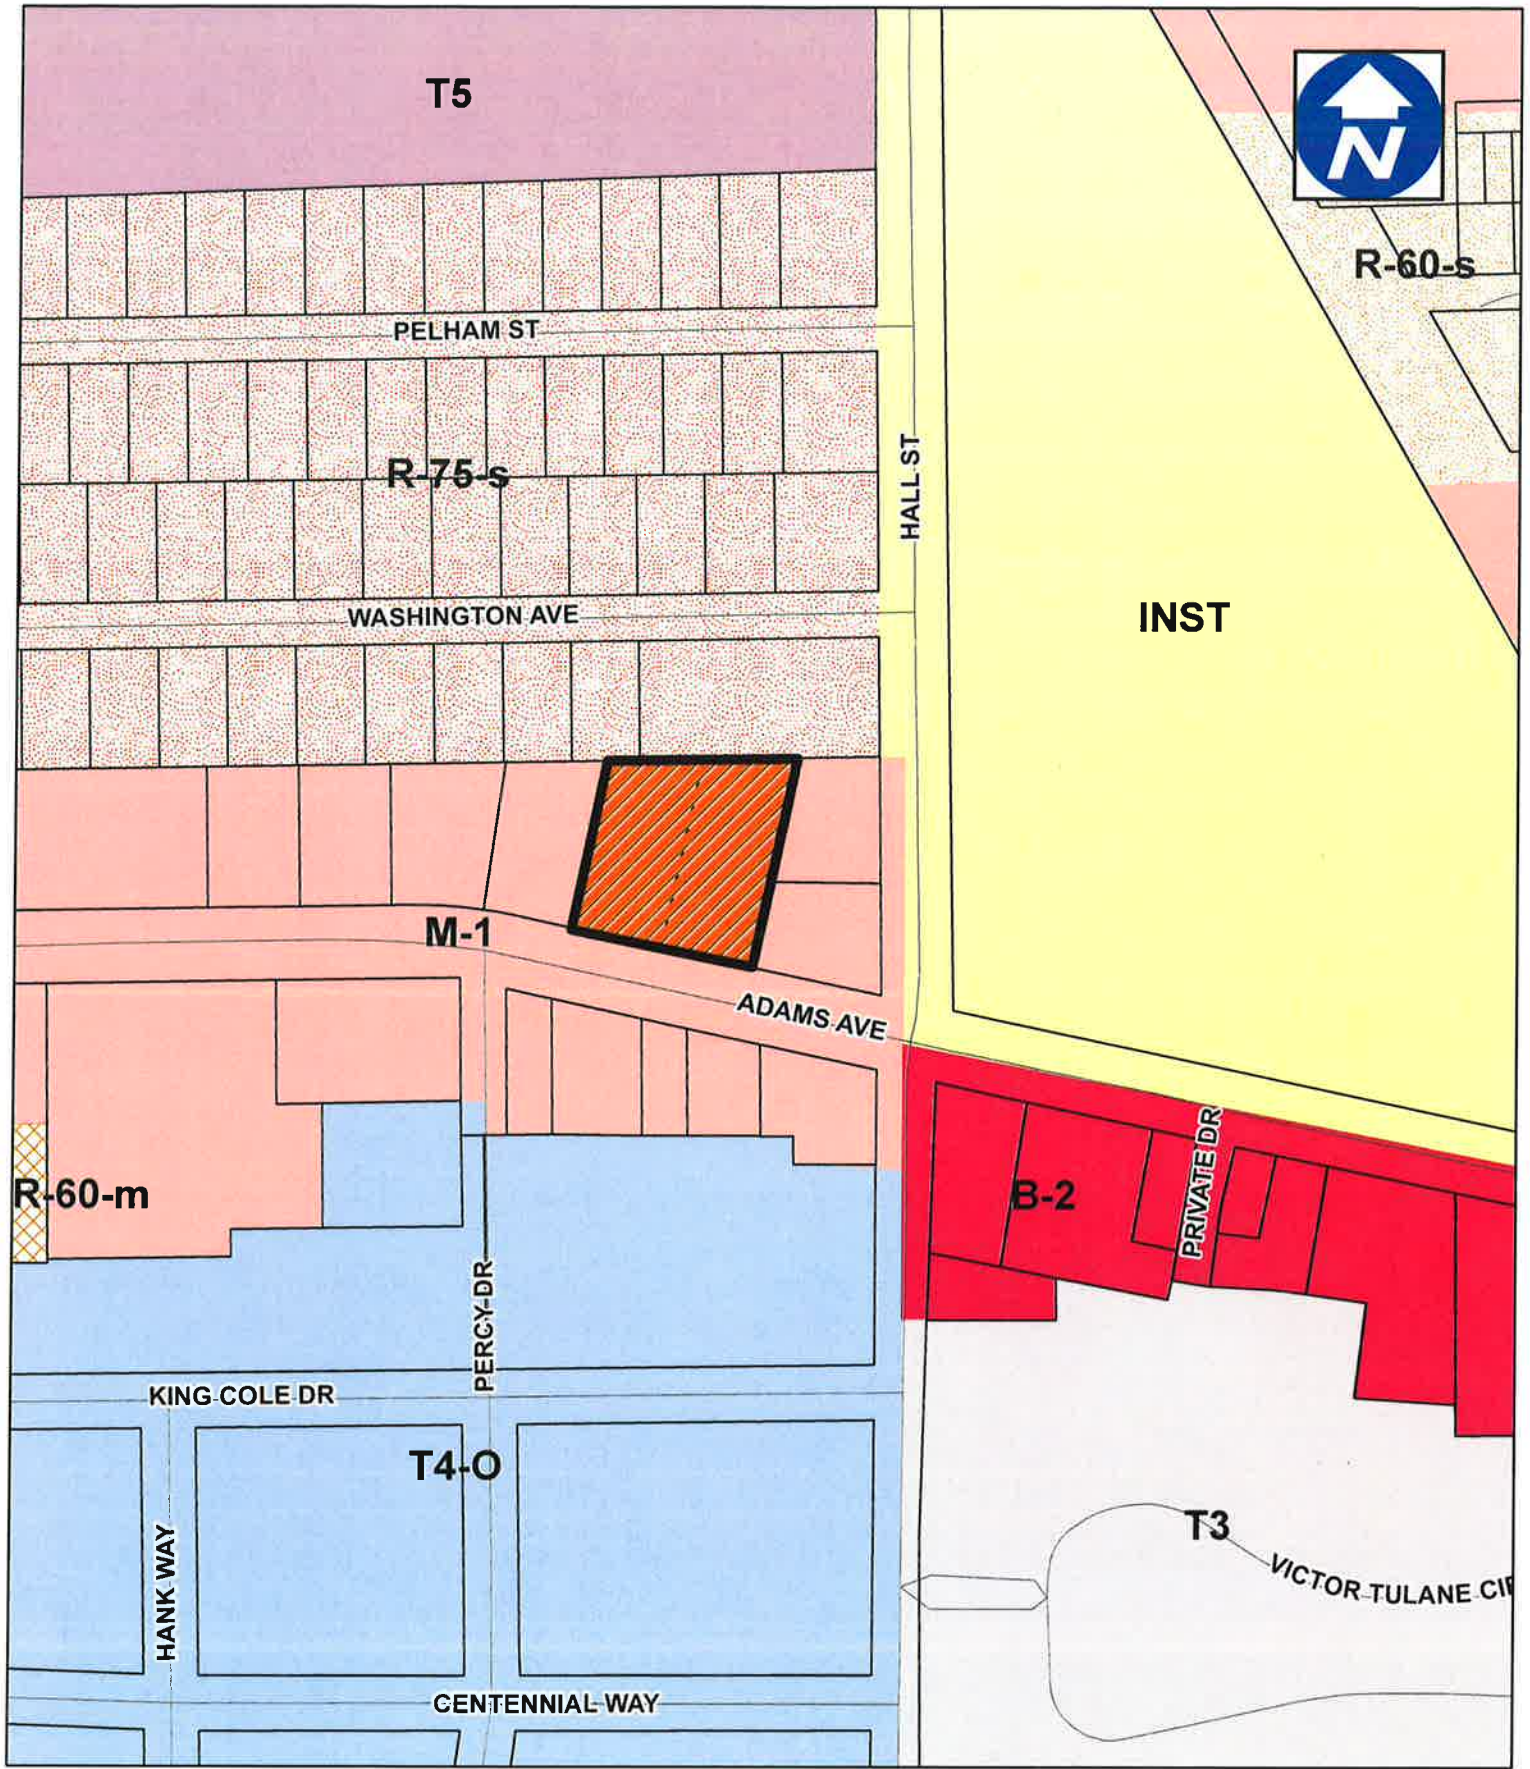 T5
N
R-60-s
PELHAM ST
R-75-s
HALL ST
WASHINGTON AVE
INST
M-1
ADAMS AVE
PRIVATE DR
R-60-m
B-2
PERCY DR
KING COLE DR
T4-O
T3
HANK WAY
VICTOR TULANE CIR
CENTENNIAL WAY